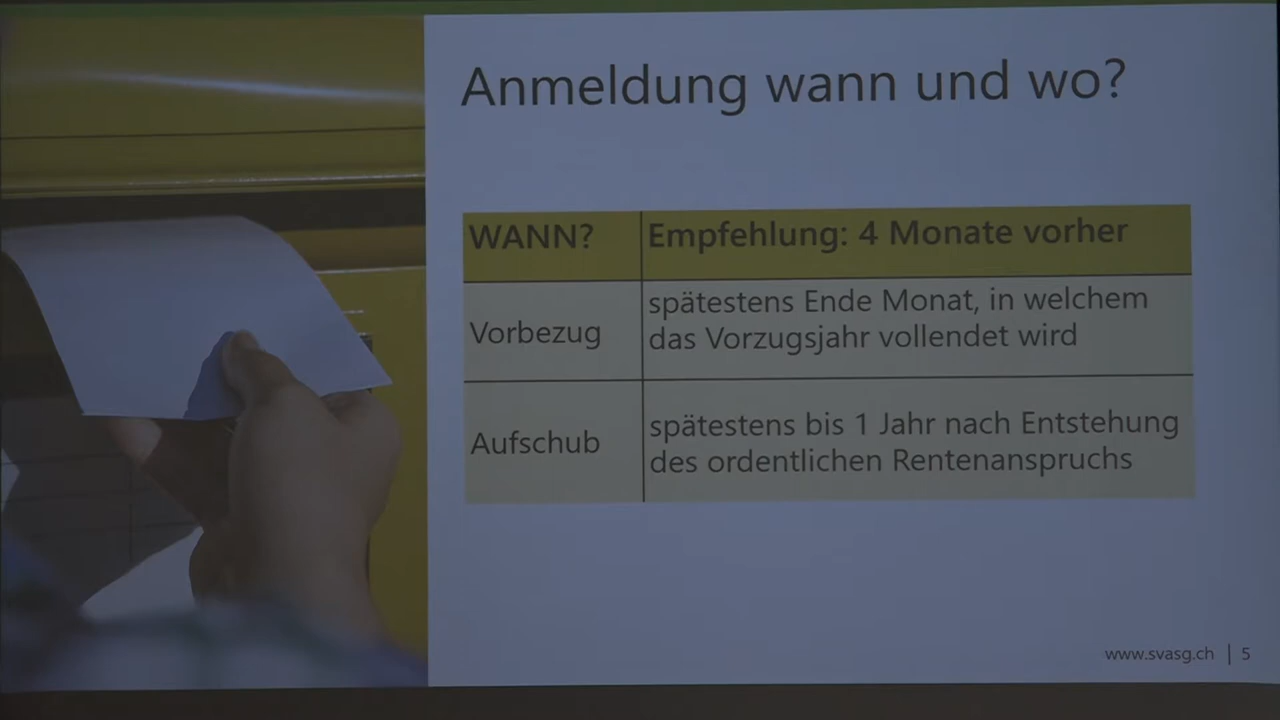 Anmeldung wann und wo?
WANN?
Empfehlung: 4 Monate vorher
Vorbezug
spätestens Ende Monat, in welchem
das Vorzugsjahr vollendet wird
Aufschub
spätestens bis 1 Jahr nach Entstehung
des ordentlichen Rentenanspruchs
www.svasg.ch | 5